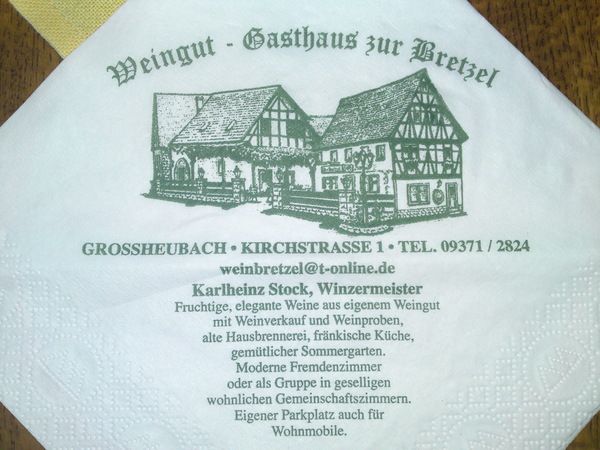 Weingut - Gasthaus zur Bretzel
GROSSHEUBACH • KIRCHSTRASSE 1 • TEL. 09371 / 2824
weinbretzel@t-online.de
Karlheinz Stock, Winzermeister
Fruchtige, elegante Weine aus eigenem Weingut
mit Weinverkauf und Weinproben,
alte Hausbrennerei, fränkische Küche,
gemütlicher Sommergarten.
Moderne Fremdenzimmer
oder als Gruppe in geselligen
wohnlichen Gemeinschaftszimmern.
Eigener Parkplatz auch für
Wohnmobile.